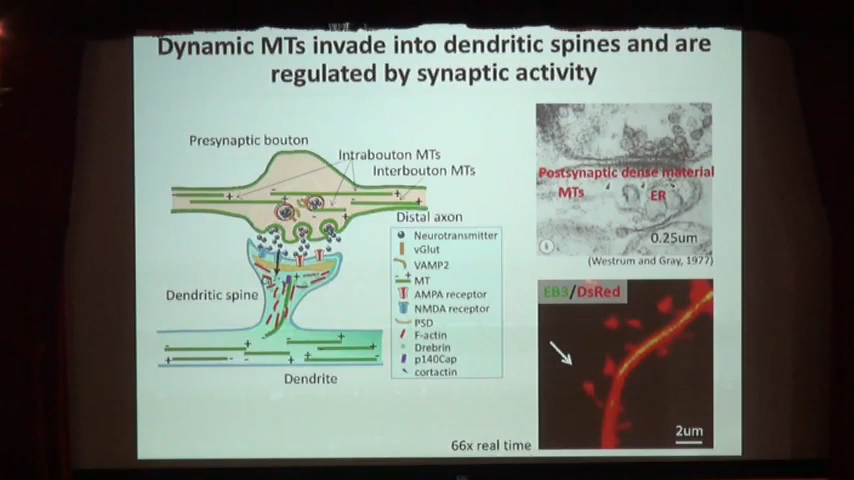 Dynamic MTs invade into dendritic spines and are
regulated by synaptic activity
Presynaptic bouton
Intrabouton MTs
Interbouton MTs
Distal axon
Neurotransmitter
vGlut
VAMP2
MT
AMPA receptor
NMDA receptor
PSD
F-actin
Drebrin
p140Cap
cortactin
Dendritic spine
Dendrite
Postsynaptic dense material
MTs
ER
0.25um
(Westrum and Gray, 1977)
EB3/DsRed
2um
66x real time